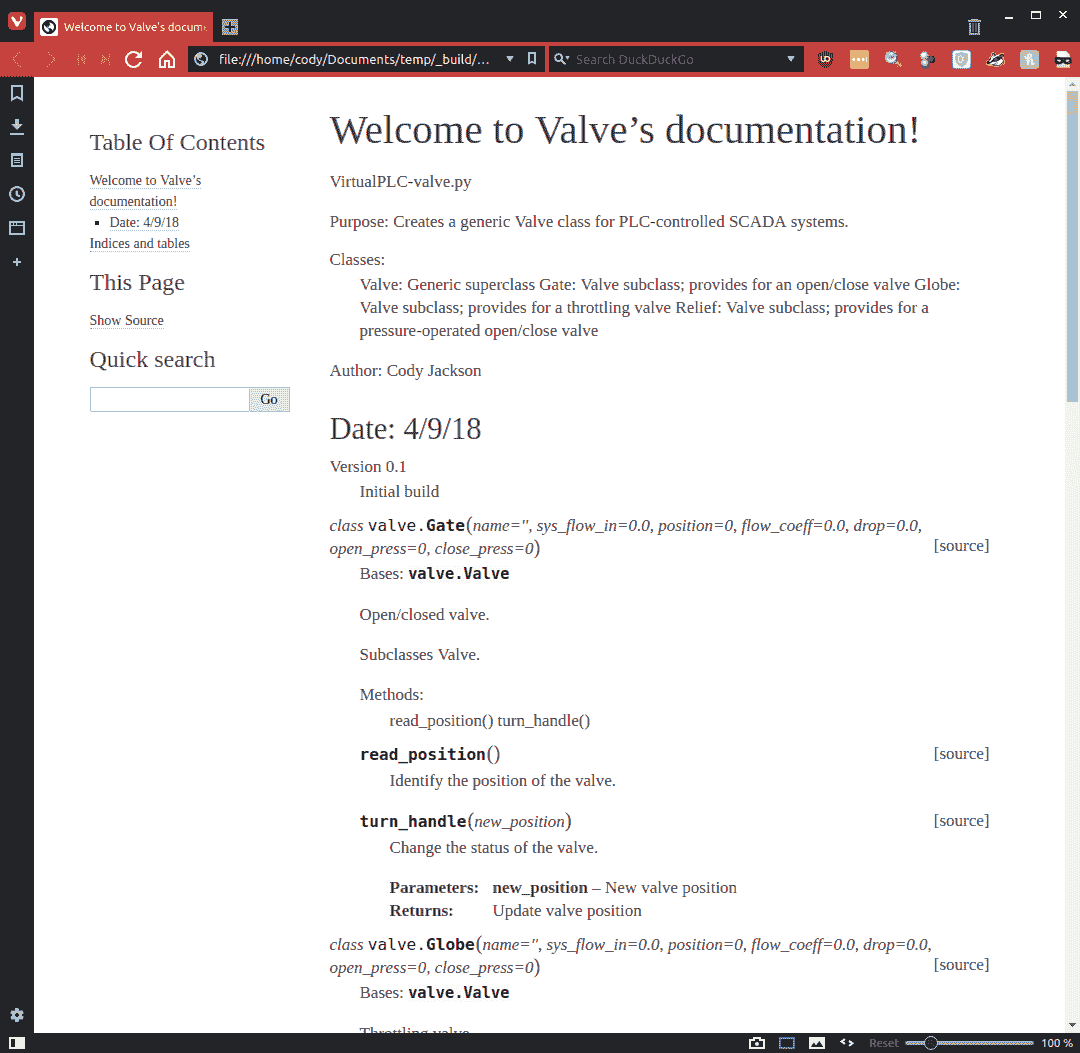 Welcome to Valve's docum
file:///home/cody/Documents/temp/_build/...
Search DuckDuckGo
Table Of Contents
Welcome to Valve’s
documentation!
Date: 4/9/18
Indices and tables
This Page
Show Source
Quick search
Go
Welcome to Valve’s documentation!
VirtualPLC-valve.py
Purpose: Creates a generic Valve class for PLC-controlled SCADA systems.
Classes:
Valve: Generic superclass Gate: Valve subclass; provides for an open/close valve Globe:
Valve subclass; provides for a throttling valve Relief: Valve subclass; provides for a
pressure-operated open/close valve
Author: Cody Jackson
Date: 4/9/18
Version 0.1
Initial build
class valve.Gate(name='', sys_flow_in=0.0, position=0, flow_coeff=0.0, drop=0.0,
open_press=0, close_press=0)
[source]
Bases: valve.Valve
Open/closed valve.
Subclasses Valve.
Methods:
read_position() turn_handle()
read_position() [source]
Identify the position of the valve.
turn_handle(new_position) [source]
Change the status of the valve.
Parameters: new_position – New valve position
Returns: Update valve position
class valve.Globe(name='', sys_flow_in=0.0, position=0, flow_coeff=0.0, drop=0.0,
open_press=0, close_press=0)
[source]
Bases: valve.Valve
Throttling valve
Reset 100 %